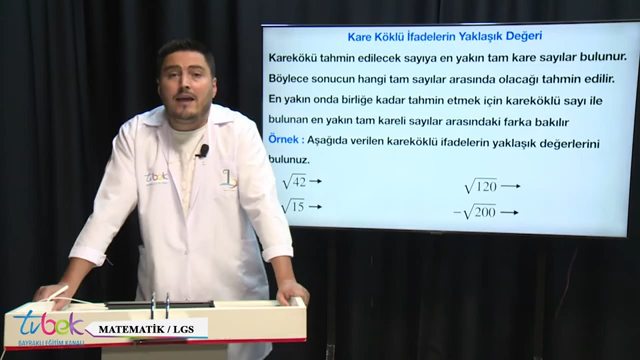 Kare Köklü İfadelerin Yaklaşık Değeri
Karekökü tahmin edilecek sayıya en yakın tam kare sayılar bulunur.
Böylece sonucun hangi tam sayılar arasında olacağı tahmin edilir.
En yakın onda birliğe kadar tahmin etmek için kareköklü sayı ile
bulunan en yakın tam kareli sayılar arasındaki farka bakılır
Örnek : Aşağıda verilen kareköklü ifadelerin yaklaşık değerlerini
bulunuz.
√42 →
√120 →
√15 →
−√200 →
tvbek
tvbek
BAYRAKLI EĞİTİM KANALI
MATEMATİK / LGS